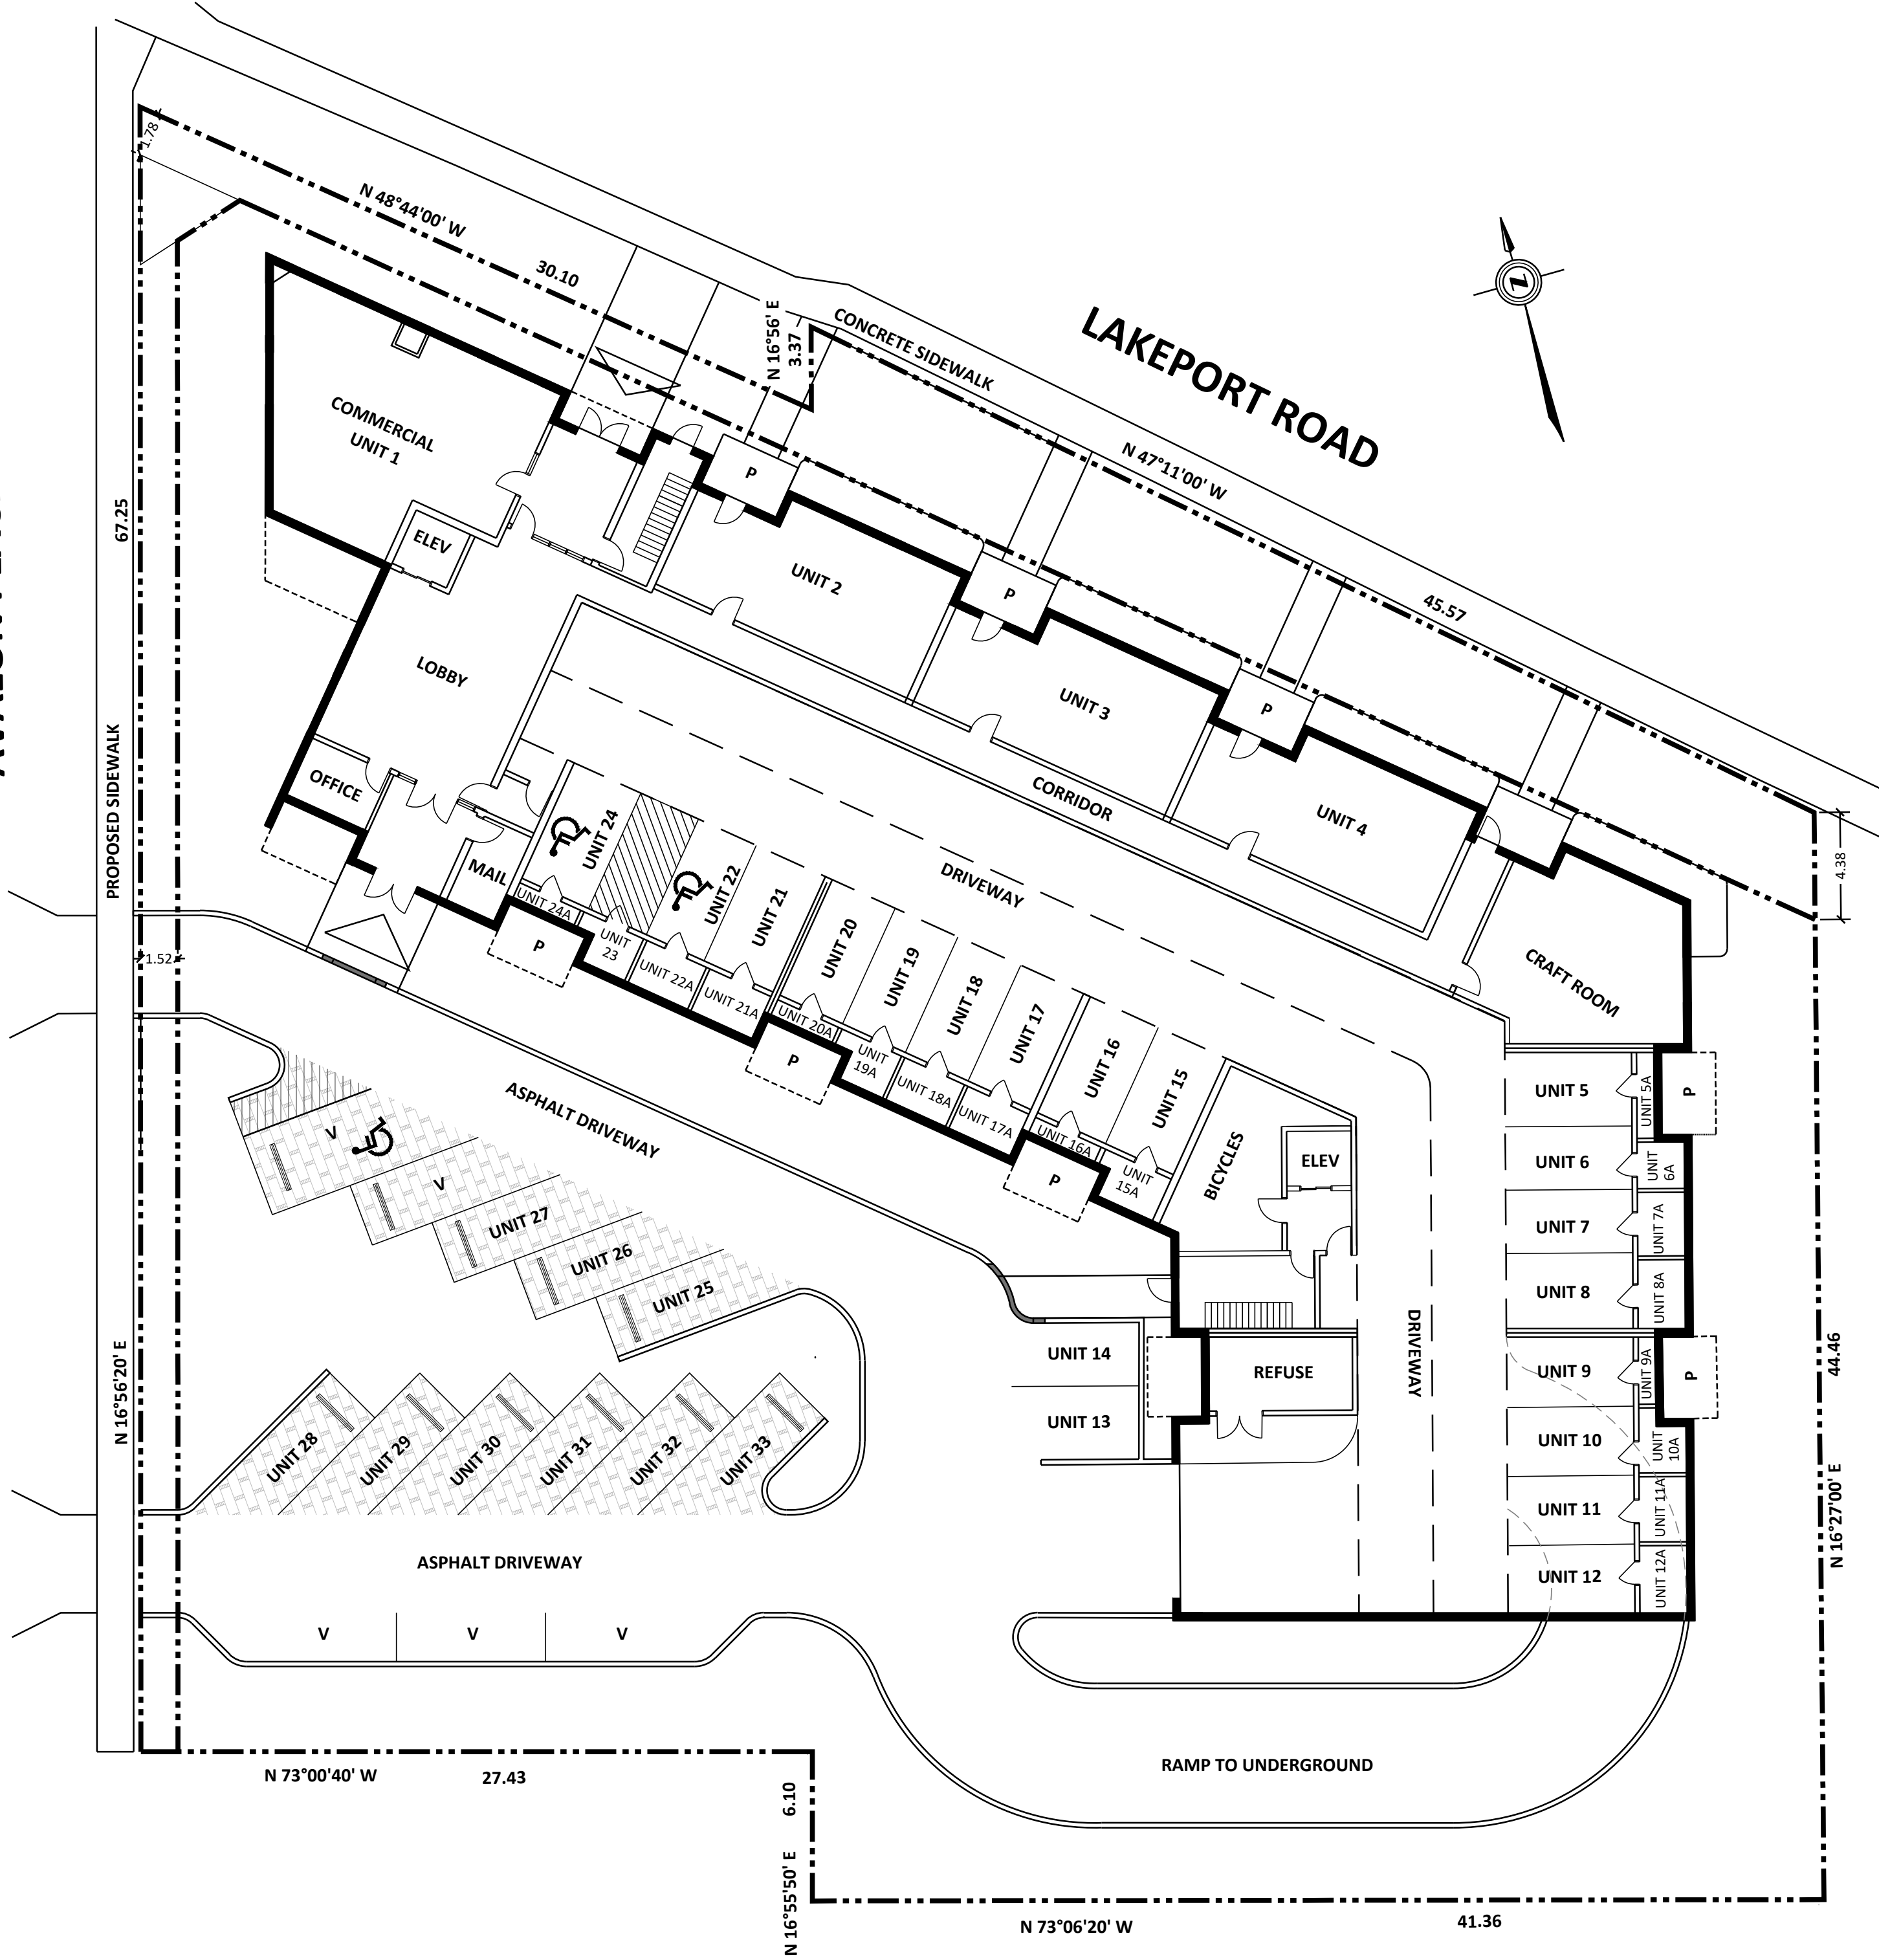 1.78
N 48°44'00' W
30.10
N 16°56' E
3.37
CONCRETE SIDEWALK
LAKEPORT ROAD
N
N 47°11'00' W
45.57
4.38
67.25
PROPOSED SIDEWALK
N 16°56'20' E
1.52
COMMERCIAL
UNIT 1
ELEV
LOBBY
OFFICE
MAIL
P
UNIT 2
P
UNIT 3
P
UNIT 4
CORRIDOR
CRAFT ROOM
DRIVEWAY
UNIT 24
UNIT 22
UNIT 21
UNIT 20
UNIT 19
UNIT 18
UNIT 17
UNIT 16
UNIT 15
UNIT 24A
UNIT
23
UNIT 22A
UNIT 21A
UNIT 20A
UNIT
19A
UNIT 18A
UNIT 17A
UNIT 16A
UNIT
15A
P
P
P
BICYCLES
ELEV
ASPHALT DRIVEWAY
V
V
UNIT 27
UNIT 26
UNIT 25
UNIT 28
UNIT 29
UNIT 30
UNIT 31
UNIT 32
UNIT 33
UNIT 14
UNIT 13
REFUSE
DRIVEWAY
UNIT 5
UNIT 5A
P
UNIT 6
UNIT
6A
UNIT 7
UNIT 7A
UNIT 8
UNIT 8A
UNIT 9
UNIT 9A
P
UNIT 10
UNIT
10A
UNIT 11
UNIT 11A
UNIT 12
UNIT 12A
44.46
N 16°27'00' E
ASPHALT DRIVEWAY
V
V
V
RAMP TO UNDERGROUND
N 73°00'40' W
27.43
6.10
N 16°55'50' E
N 73°06'20' W
41.36